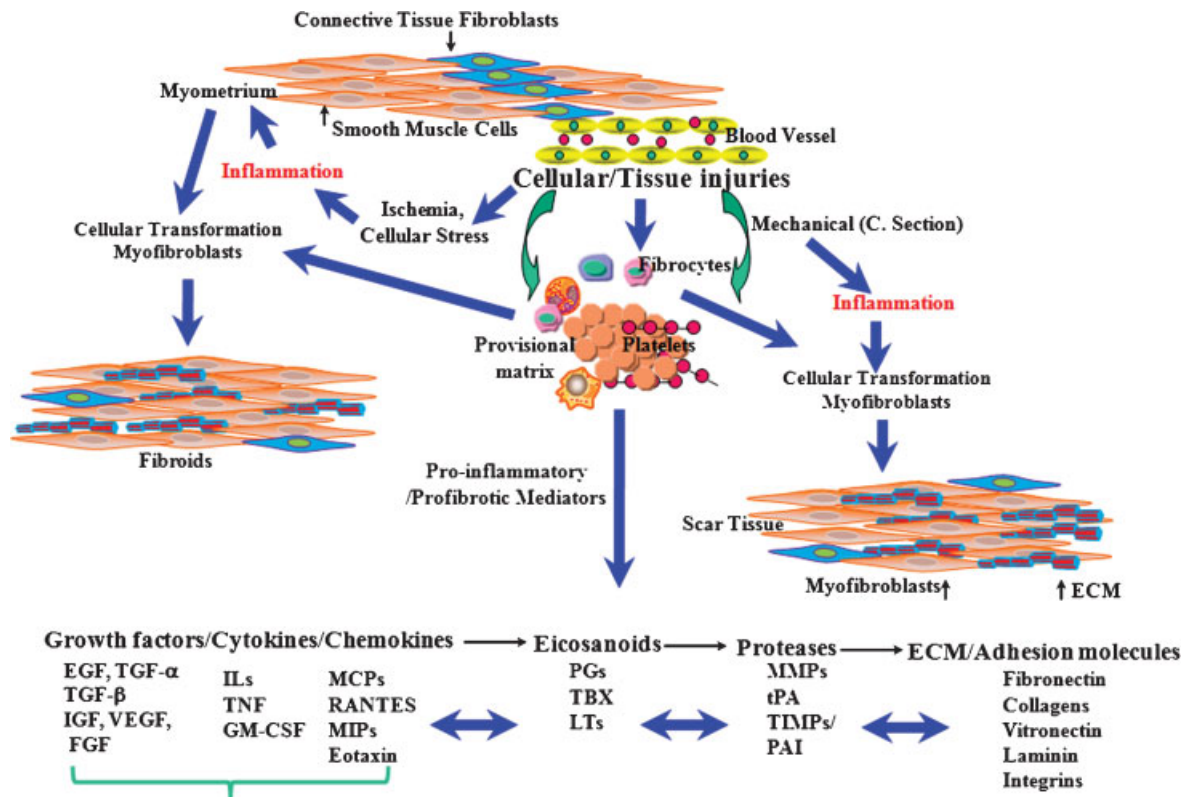 Connective Tissue Fibroblasts
Myometrium
Smooth Muscle Cells
Blood Vessel
Inflammation
Cellular/Tissue injuries
Ischemia,
Cellular Stress
Mechanical (C. Section)
Cellular Transformation
Myofibroblasts
Fibrocytes
Inflammation
Provisional
matrix
Platelets
Cellular Transformation
Myofibroblasts
Fibroids
Pro-inflammatory
/Profibrotic Mediators
Scar Tissue
Myofibroblasts
ECM
Growth factors/Cytokines/Chemokines
EGF, TGF-α
TGF-β
IGF, VEGF,
FGF
ILs
TNF
GM-CSF
MCPs
RANTES
MIPs
Eotaxin
Eicosanoids
PGs
TBX
LTs
Proteases
MMPs
tPA
TIMPs/
PAI
ECM/Adhesion molecules
Fibronectin
Collagens
Vitronectin
Laminin
Integrins